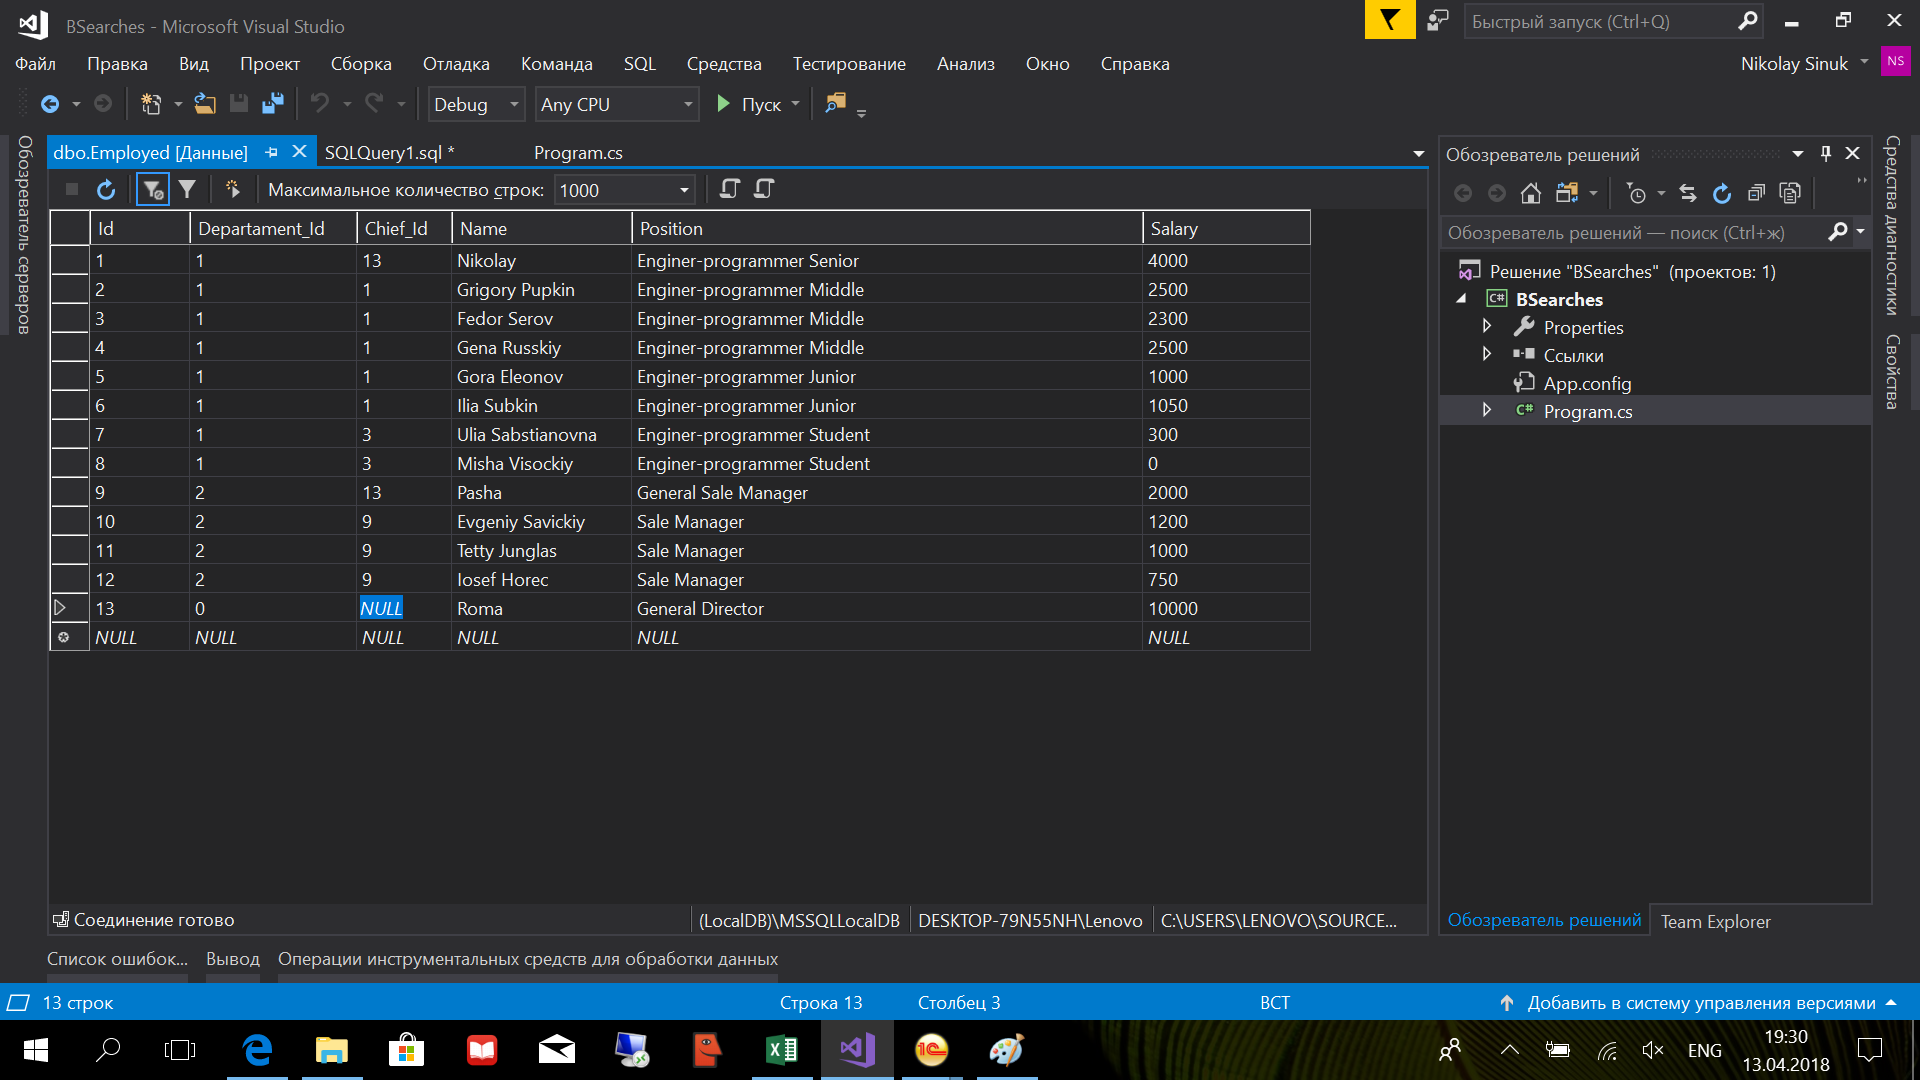 BSearches - Microsoft Visual Studio
Быстрый запуск (Ctrl+Q)
Файл Правка Вид Проект Сборка Отладка Команда SQL Средства Тестирование Анализ Окно Справка
Nikolay Sinuk NS
Debug Any CPU Пуск
Обозреватель серверов
dbo.Employed [Данные] SQLQuery1.sql * Program.cs
Максимальное количество строк: 1000
Id Departament_Id Chief_Id Name Position Salary
1 1 13 Nikolay Enginer-programmer Senior 4000
2 1 1 Grigory Pupkin Enginer-programmer Middle 2500
3 1 1 Fedor Serov Enginer-programmer Middle 2300
4 1 1 Gena Russkiy Enginer-programmer Middle 2500
5 1 1 Gora Eleonov Enginer-programmer Junior 1000
6 1 1 Ilia Subkin Enginer-programmer Junior 1050
7 1 3 Ulia Sabstianovna Enginer-programmer Student 300
8 1 3 Misha Visockiy Enginer-programmer Student 0
9 2 13 Pasha General Sale Manager 2000
10 2 9 Evgeniy Savickiy Sale Manager 1200
11 2 9 Tetty Junglas Sale Manager 1000
12 2 9 Iosef Horec Sale Manager 750
13 0 NULL Roma General Director 10000
NULL NULL NULL NULL NULL NULL
Соединение готово (LocalDB)\MSSQLLocalDB DESKTOP-79N55NH\Lenovo C:\USERS\LENOVO\SOURCE...
Обозреватель решений
Обозреватель решений — поиск (Ctrl+ж)
Решение "BSearches" (проектов: 1)
C# BSearches
Properties
Ссылки
App.config
C# Program.cs
Обозреватель решений Team Explorer
Средства диагностики
Свойства
Список ошибок... Вывод Операции инструментальных средств для обработки данных
13 строк Строка 13 Столбец 3 ВСТ Добавить в систему управления версиями
1C
ENG
19:30
13.04.2018